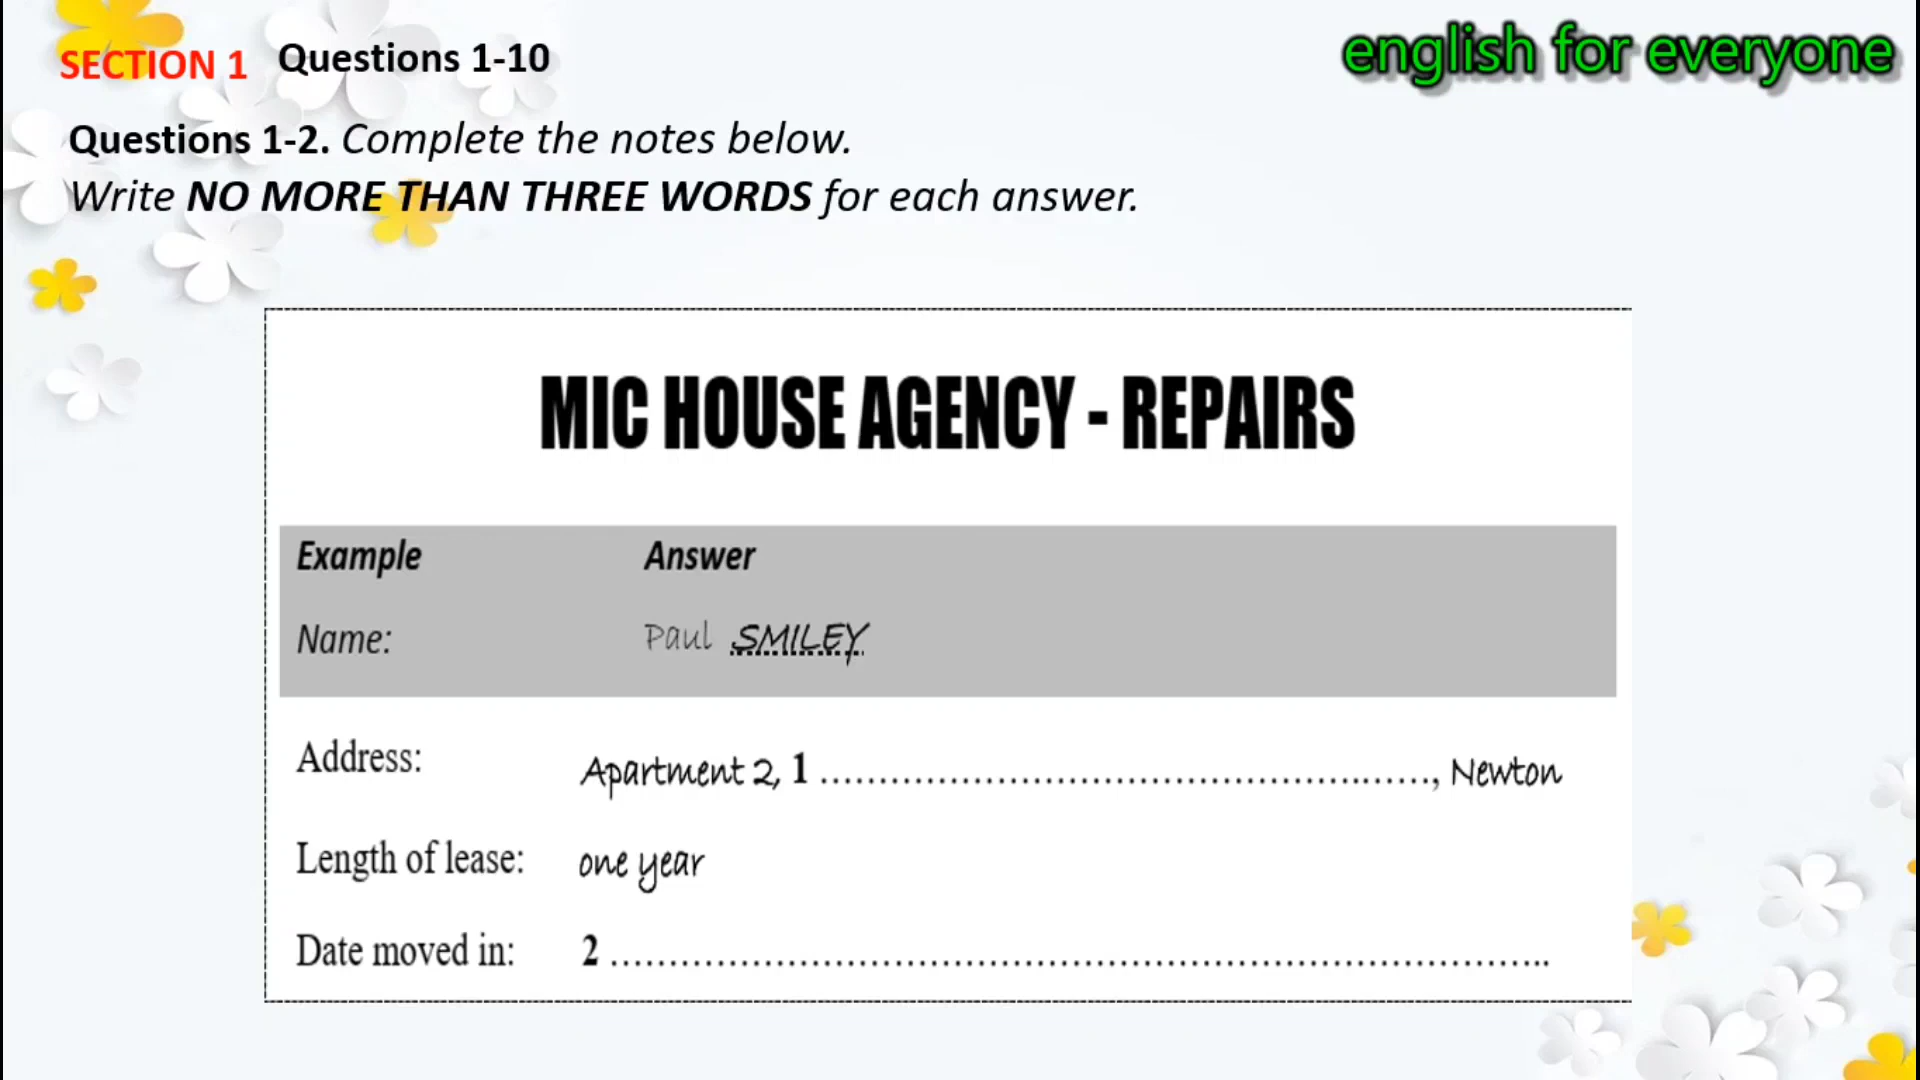 SECTION 1 Questions 1-10
english for everyone
Questions 1-2. Complete the notes below.
Write NO MORE THAN THREE WORDS for each answer.
MIC HOUSE AGENCY - REPAIRS
Example Answer
Name: Paul SMILEY
Address: Apartment 2, 1 ................................................, Newton
Length of lease: one year
Date moved in: 2 ................................................................